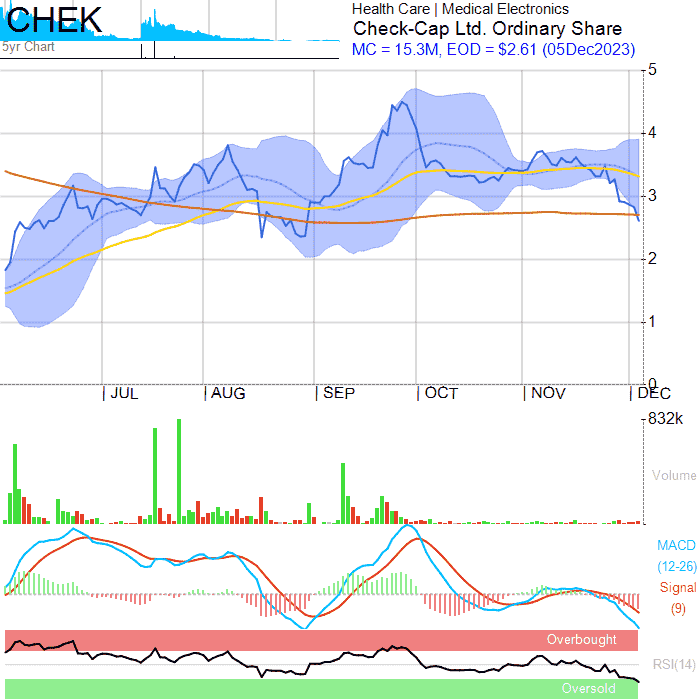 CHEK
5yr Chart
Health Care | Medical Electronics
Check-Cap Ltd. Ordinary Share
MC = 15.3M, EOD = $2.61 (05Dec2023)
5
4
3
2
1
0
JUL
AUG
SEP
OCT
NOV
DEC
832k
Volume
MACD
(12-26)
Signal
(9)
Overbought
RSI(14)
Oversold